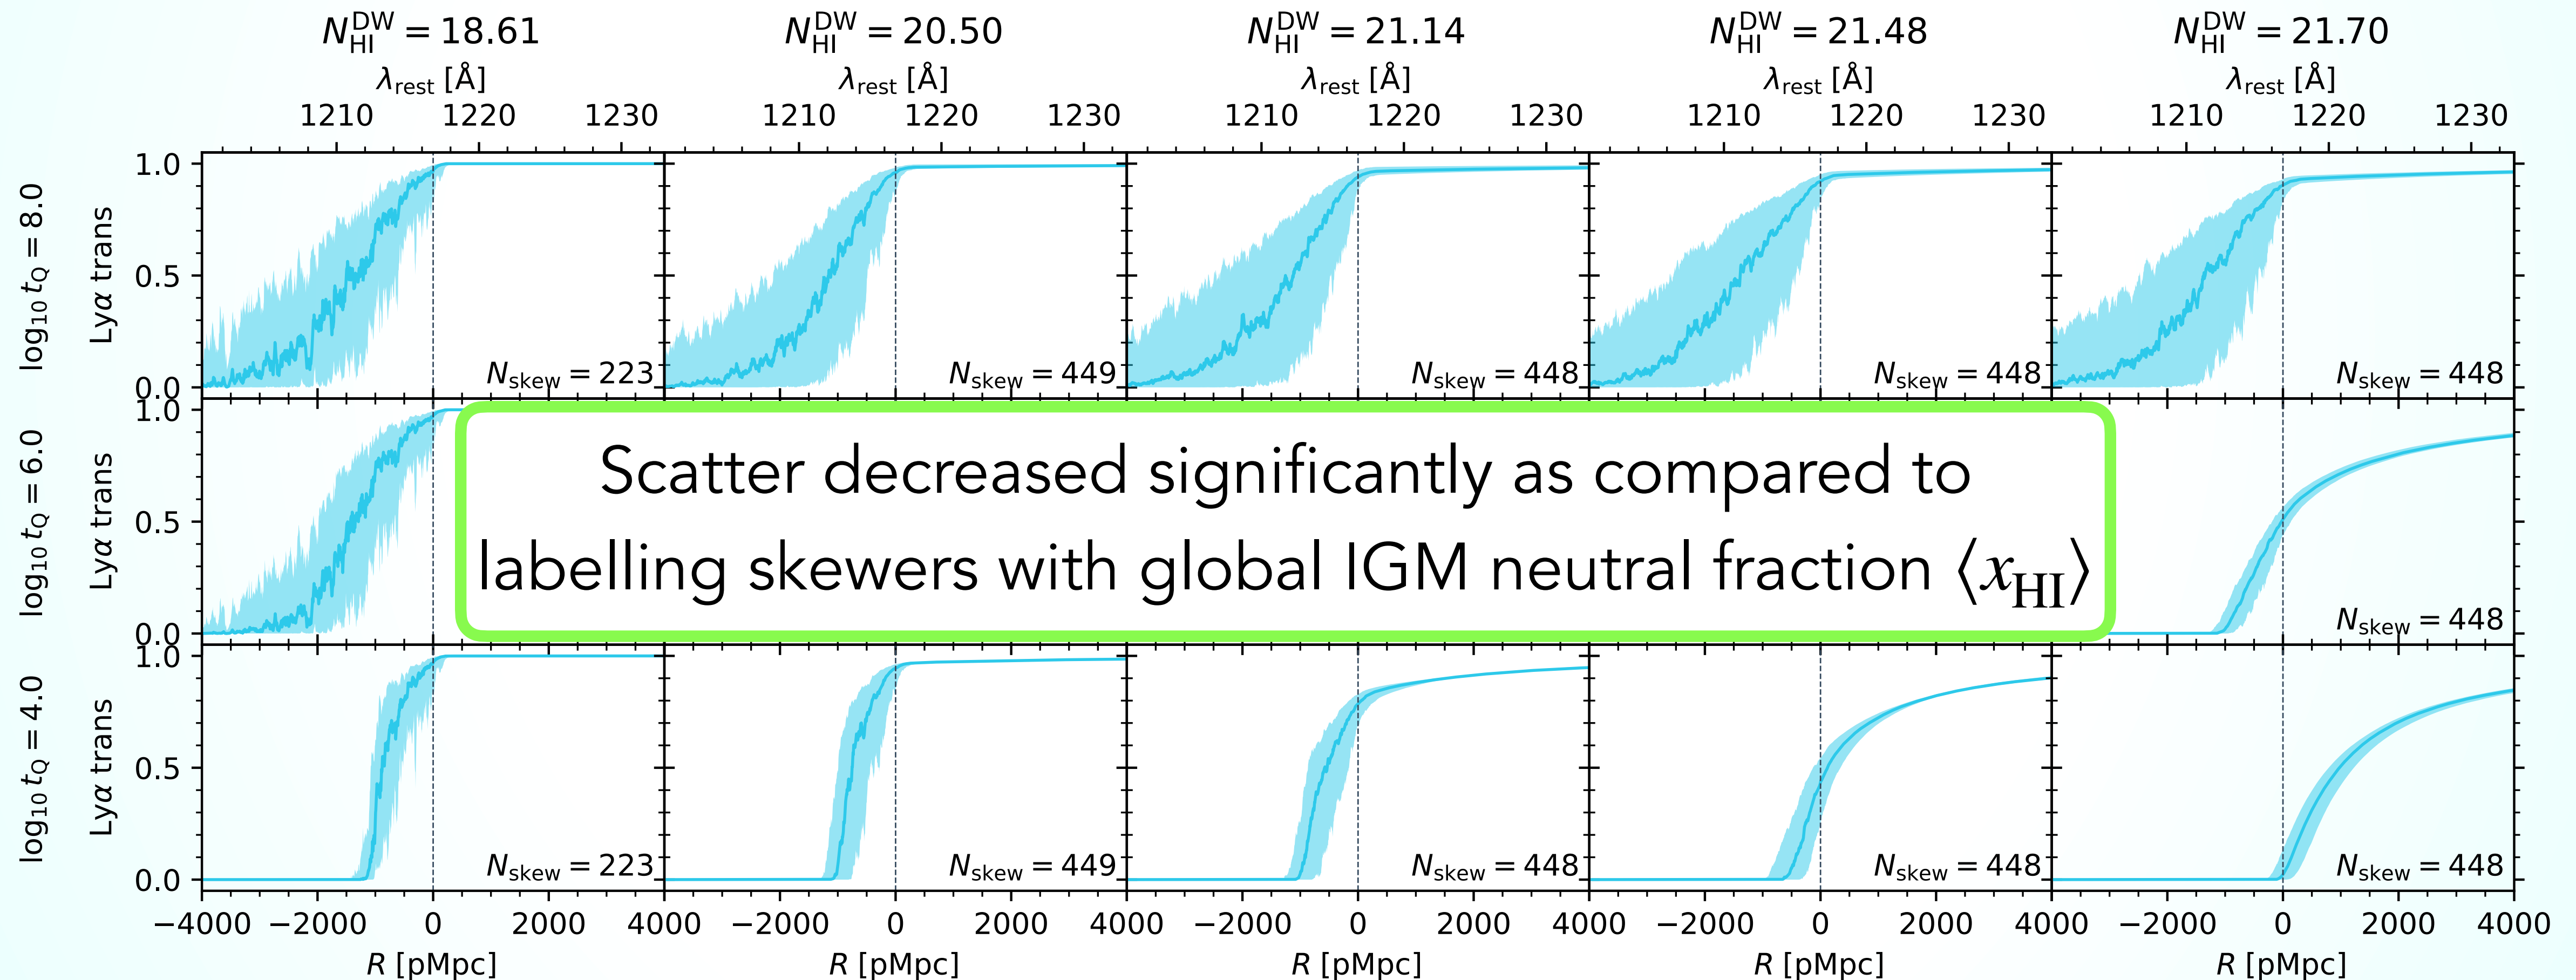 N_HI^DW = 18.61 N_HI^DW = 20.50 N_HI^DW = 21.14 N_HI^DW = 21.48 N_HI^DW = 21.70
λ_rest [Å] λ_rest [Å] λ_rest [Å] λ_rest [Å] λ_rest [Å]
1210 1220 1230 1210 1220 1230 1210 1220 1230 1210 1220 1230 1210 1220 1230
log₁₀ t_Q = 8.0
Lyα trans
1.0
0.5
0.0
N_skew = 223 N_skew = 449 N_skew = 448 N_skew = 448 N_skew = 448
log₁₀ t_Q = 6.0
Lyα trans
1.0
0.5
0.0
Scatter decreased significantly as compared to
labelling skewers with global IGM neutral fraction ⟨x_HI⟩
N_skew = 448
log₁₀ t_Q = 4.0
Lyα trans
1.0
0.5
0.0
N_skew = 223 N_skew = 449 N_skew = 448 N_skew = 448 N_skew = 448
−4000 −2000 0 2000 4000 −2000 0 2000 4000 −2000 0 2000 4000 −2000 0 2000 4000 −2000 0 2000 4000
R [pMpc] R [pMpc] R [pMpc] R [pMpc] R [pMpc]